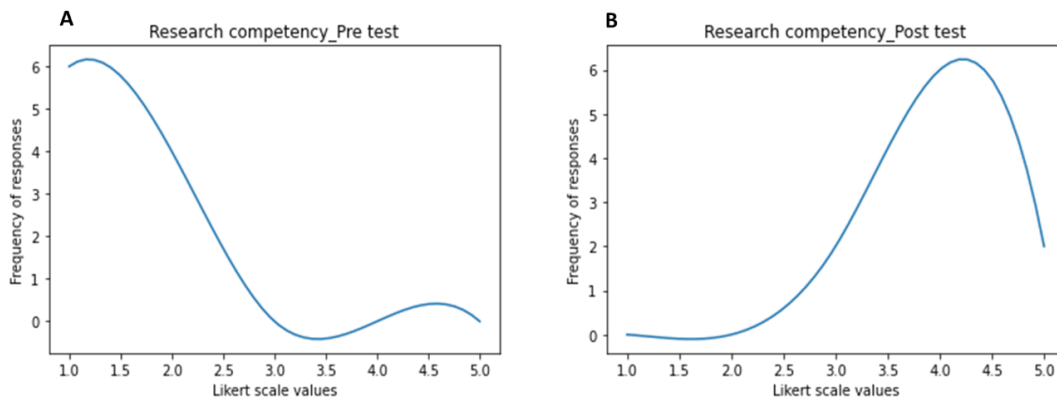 A
Research competency_Pre test
6
5
4
3
2
1
0
Frequency of responses
1.0 1.5 2.0 2.5 3.0 3.5 4.0 4.5 5.0
Likert scale values
B
Research competency_Post test
6
5
4
3
2
1
0
Frequency of responses
1.0 1.5 2.0 2.5 3.0 3.5 4.0 4.5 5.0
Likert scale values